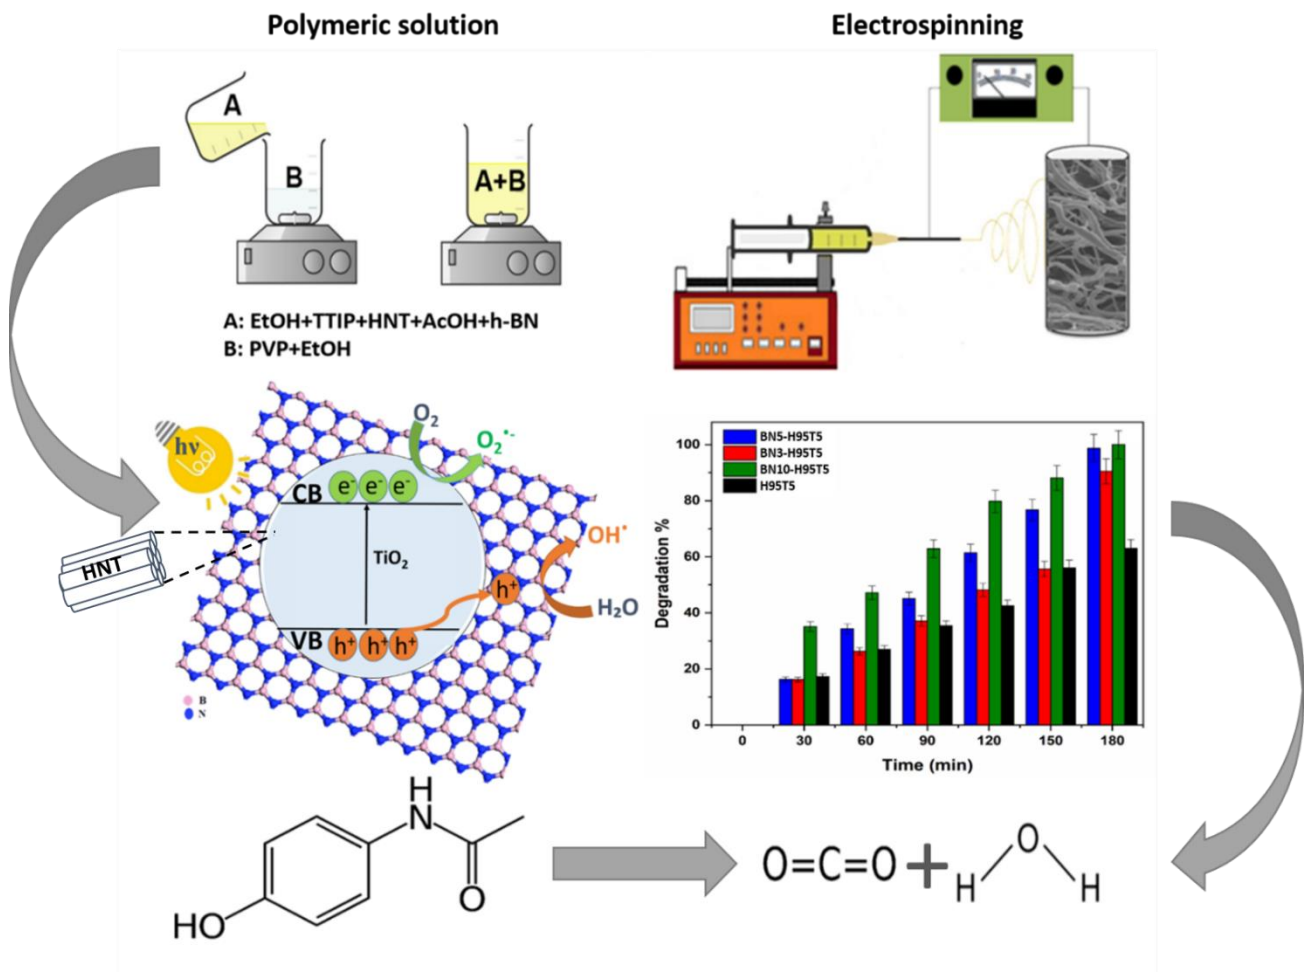 Polymeric solution
Electrospinning
A
B
A+B
A: EtOH+TTIP+HNT+AcOH+h-BN
B: PVP+EtOH
hν
O₂
O₂•-
CB
e- e- e-
TiO₂
OH•
HNT
h+
H₂O
VB
h+ h+ h+
B
N
BN5-H95T5
BN3-H95T5
BN10-H95T5
H95T5
Degradation %
100
80
60
40
20
0
0 30 60 90 120 150 180
Time (min)
H
N
O
HO
O=C=O + H O H